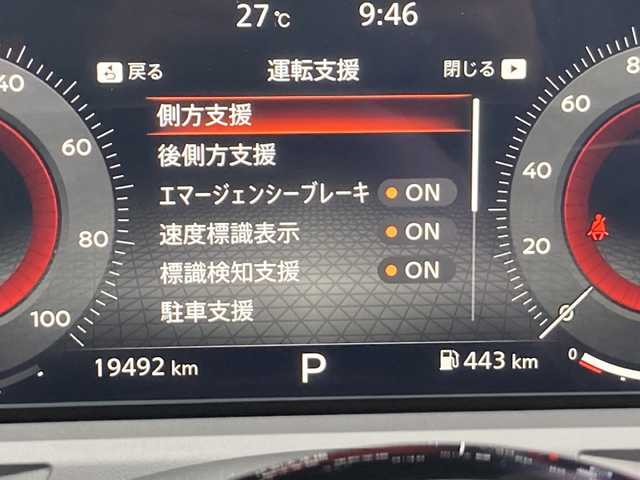 27℃ 9:46
戻る 運転支援 閉じる
側方支援
後側方支援
エマージェンシーブレーキ ON
速度標識表示 ON
標識検知支援 ON
駐車支援
40 60 80 100
80 60 40 20 0
19492 km P 443 km 0